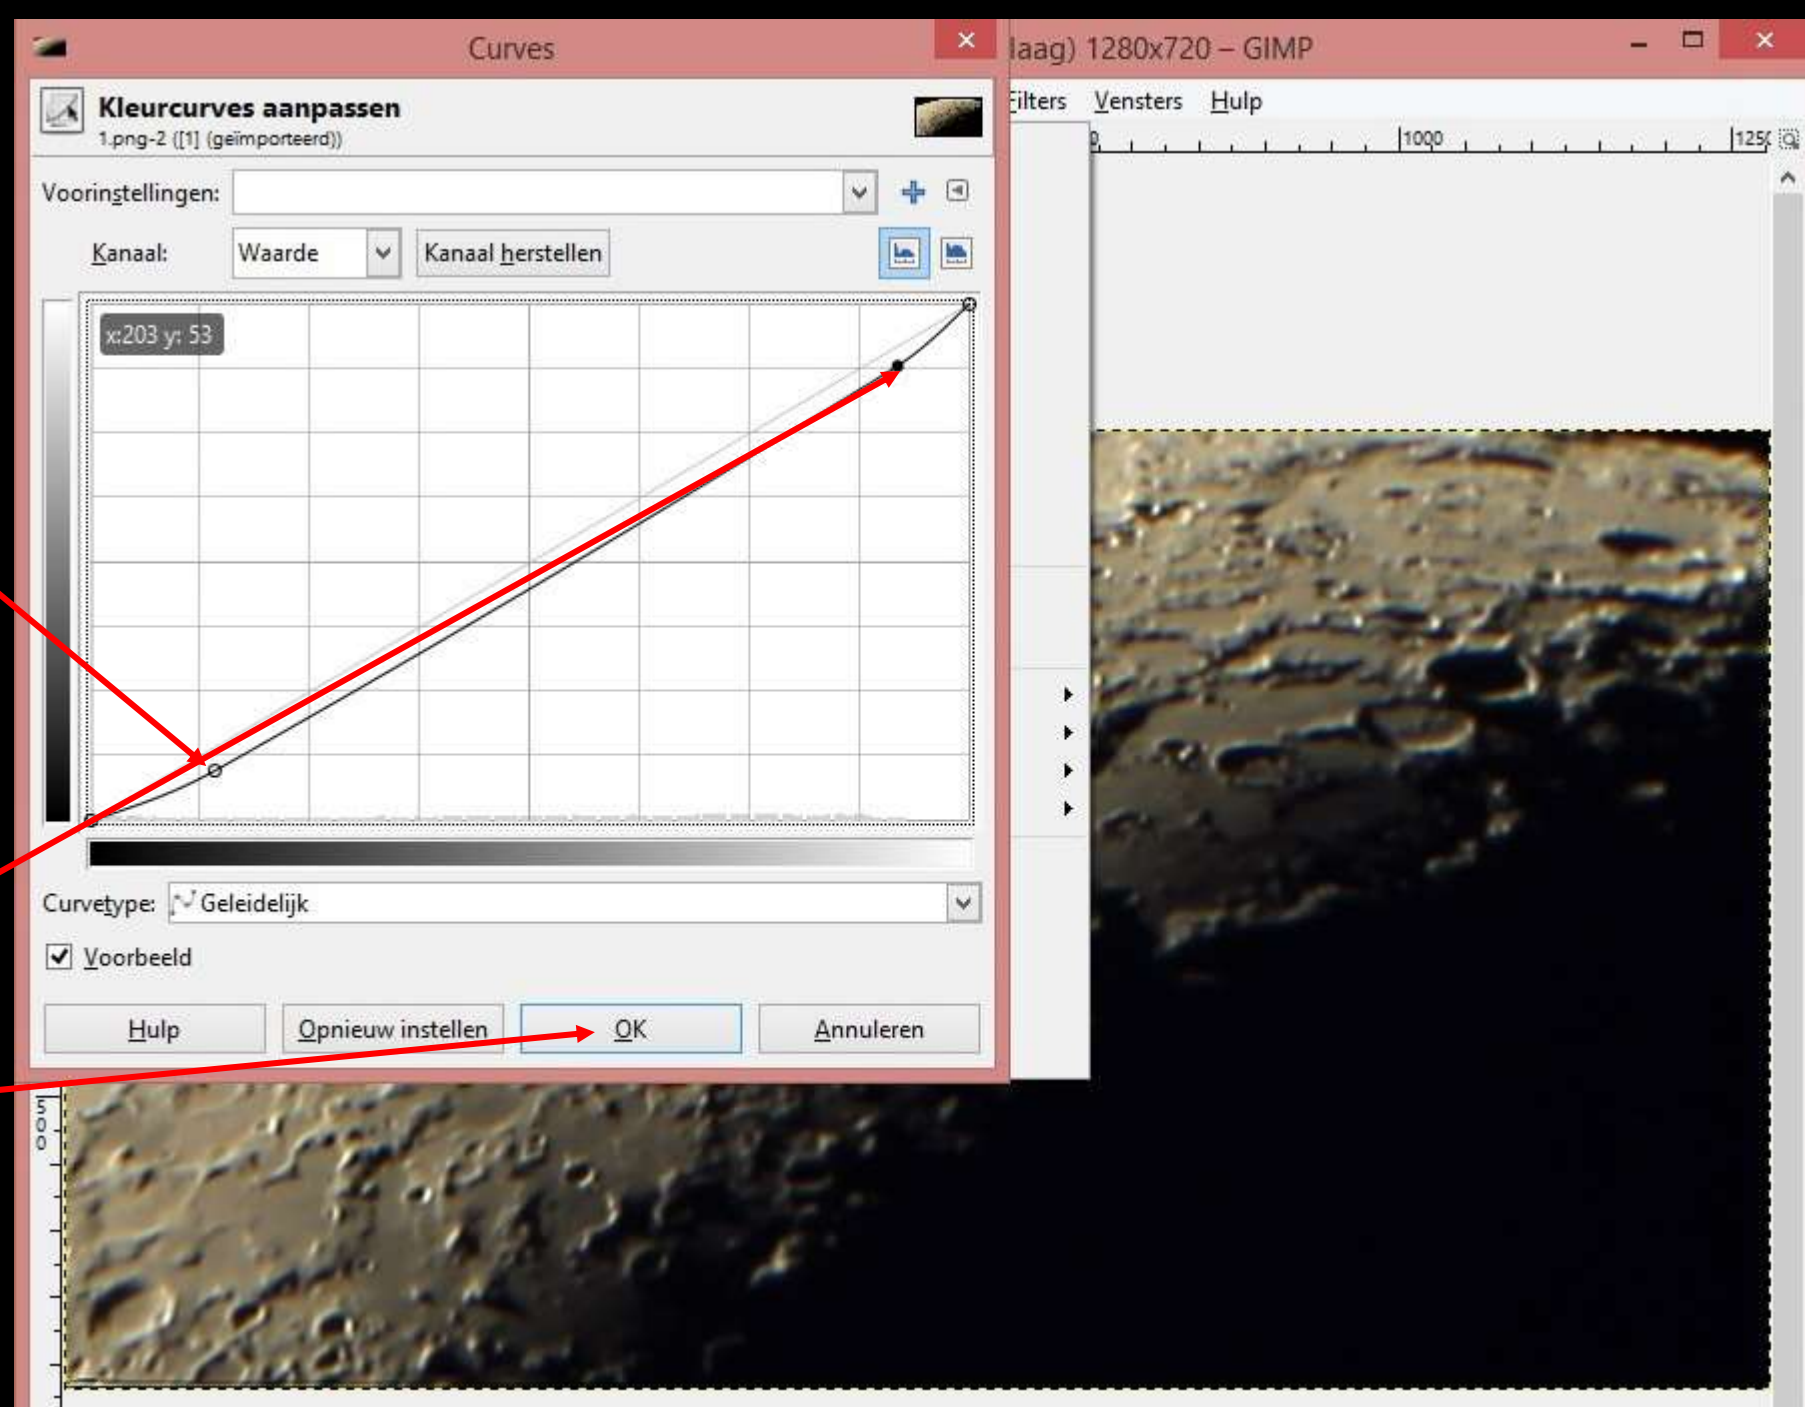 Curves
laag) 1280x720 – GIMP
Kleurcurves aanpassen
1.png-2 ([1] (geïmporteerd))
Filters Vensters Hulp
1000
125
Voorinstellingen:
Kanaal: Waarde Kanaal herstellen
x:203 y: 53
Curvetype: Geleidelijk
Voorbeeld
Hulp Opnieuw instellen OK Annuleren
500